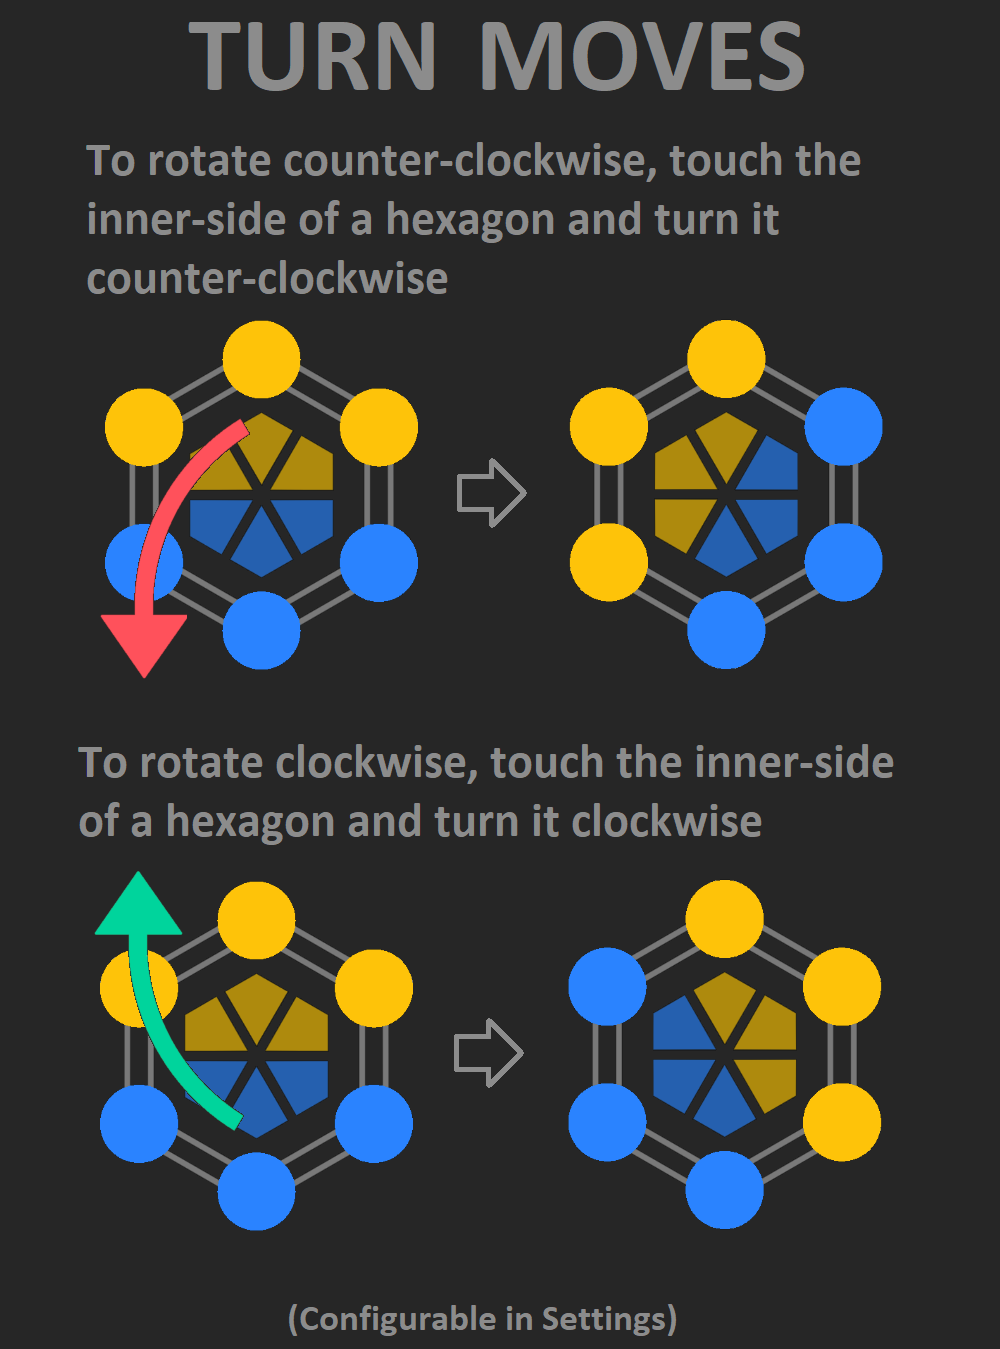 TURN MOVES
To rotate counter-clockwise, touch the
inner-side of a hexagon and turn it
counter-clockwise
To rotate clockwise, touch the inner-side
of a hexagon and turn it clockwise
(Configurable in Settings)